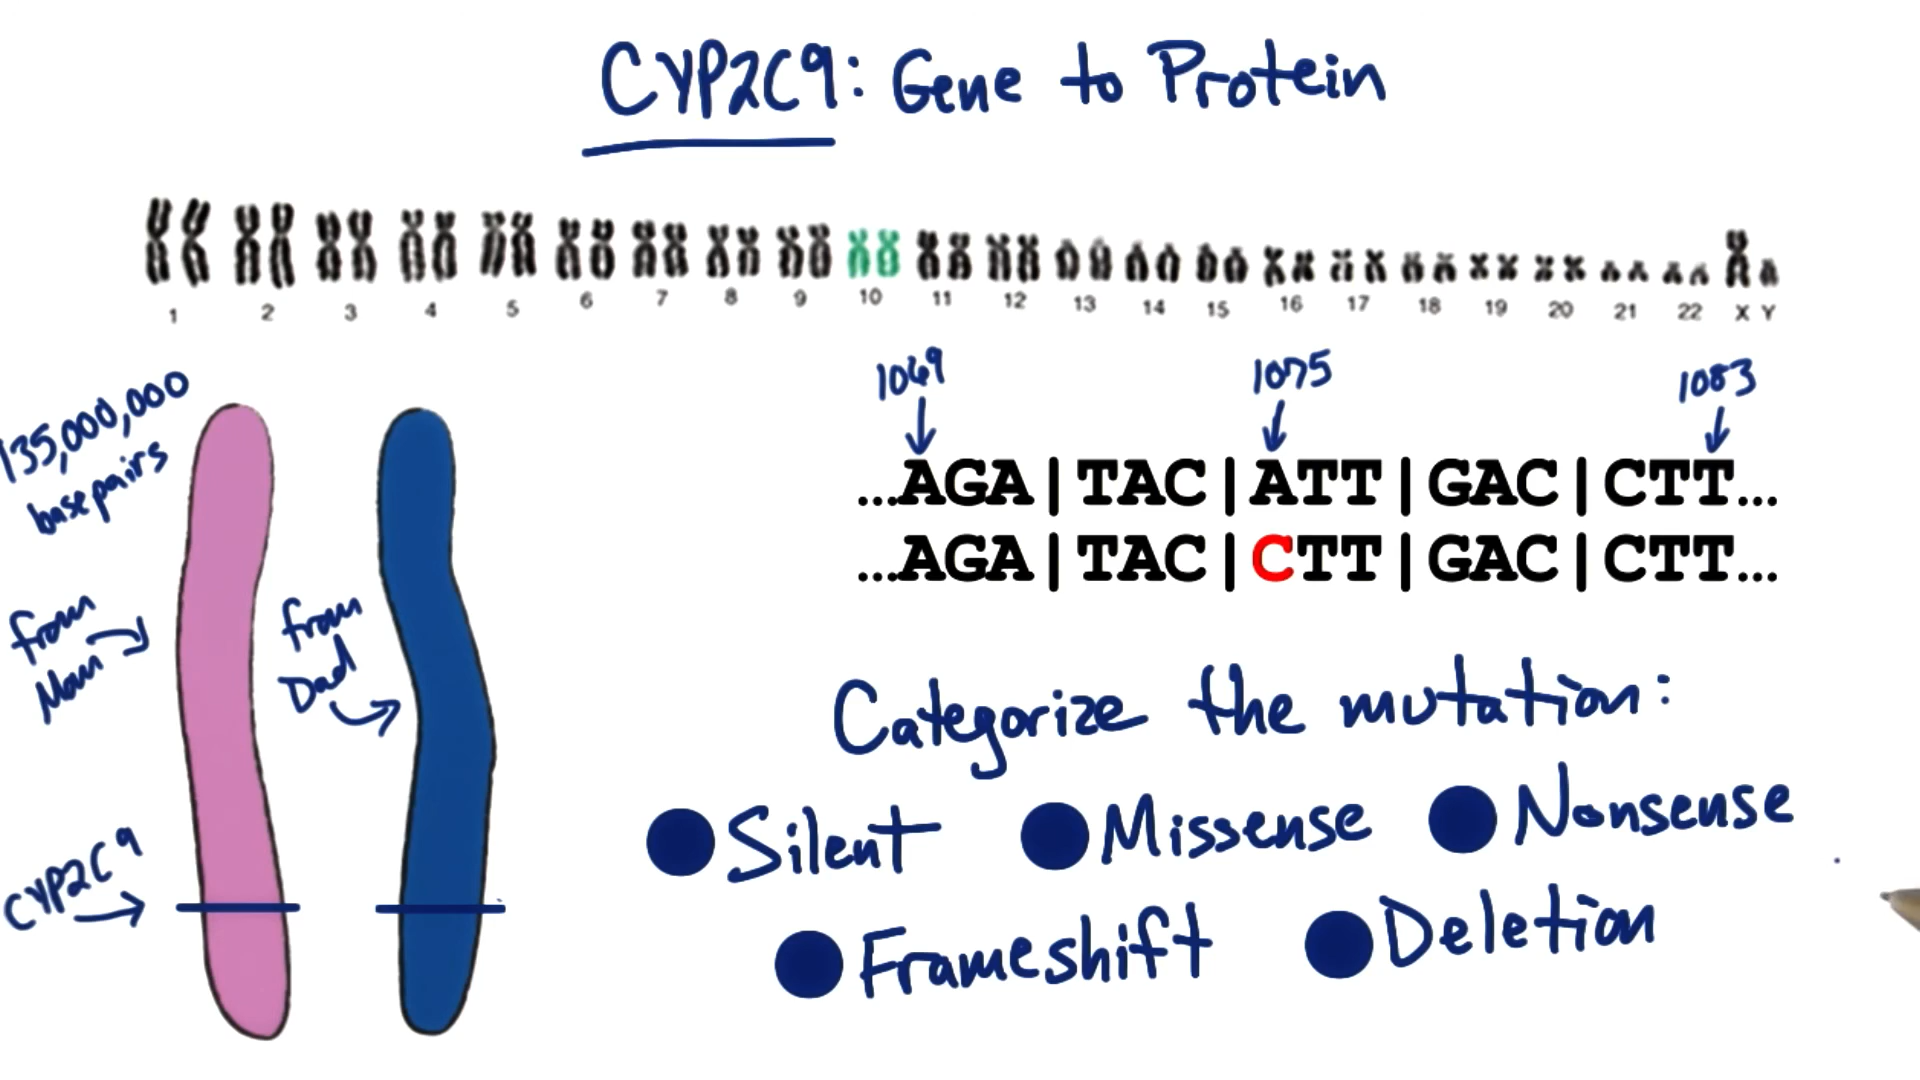 CYP2C9: Gene to Protein
1 2 3 4 5 6 7 8 9 10 11 12 13 14 15 16 17 18 19 20 21 22 X Y
135,000,000
base pairs
from
Mom
from
Dad
CYP2C9
1069 1075 1083
...AGA|TAC|ATT|GAC|CTT...
...AGA|TAC|CTT|GAC|CTT...
Categorize the mutation:
Silent Missense Nonsense
Frameshift Deletion